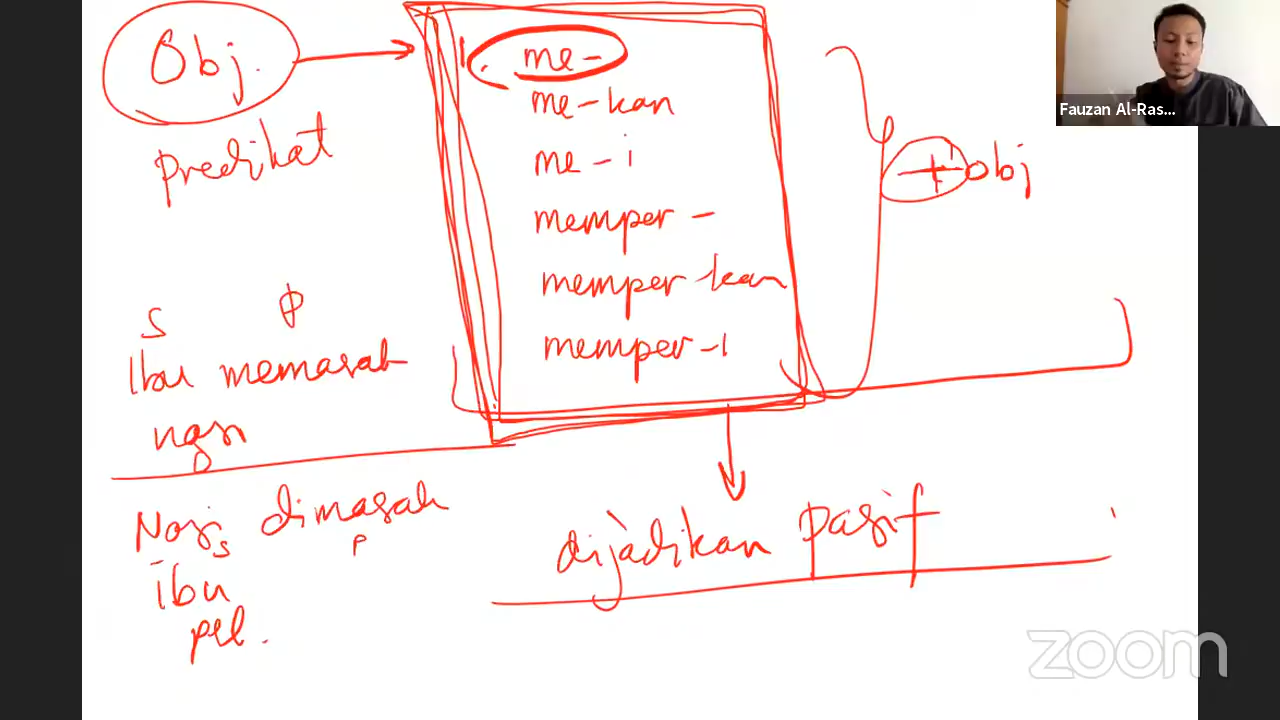 Obj.
Predikat
me-
me-kan
me-i
memper-
memper-kan
memper-i
+ obj
S P
Ibu memasak
nasi
O
Nasi dimasak
S P
ibu
pel.
dijadikan pasif
Fauzan Al-Ras...
zoom